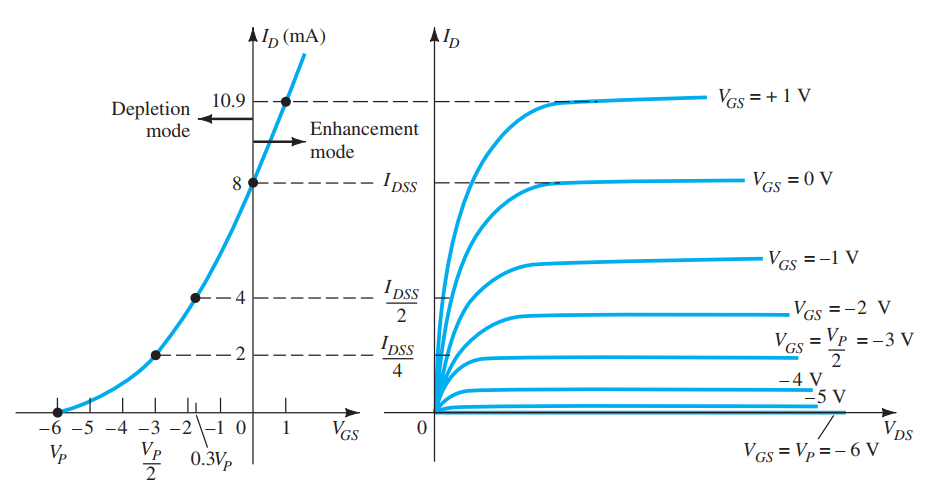 I_D (mA)
10.9
Depletion
mode
Enhancement
mode
8
4
2
-6 -5 -4 -3 -2 -1 0 1 V_GS
V_P
V_P
2
0.3V_P
I_DSS
I_DSS
2
I_DSS
4
I_D
V_GS = + 1 V
V_GS = 0 V
V_GS = -1 V
V_GS = -2 V
V_GS = V_P/2 = -3 V
-4 V
-5 V
0
V_DS
V_GS = V_P = - 6 V